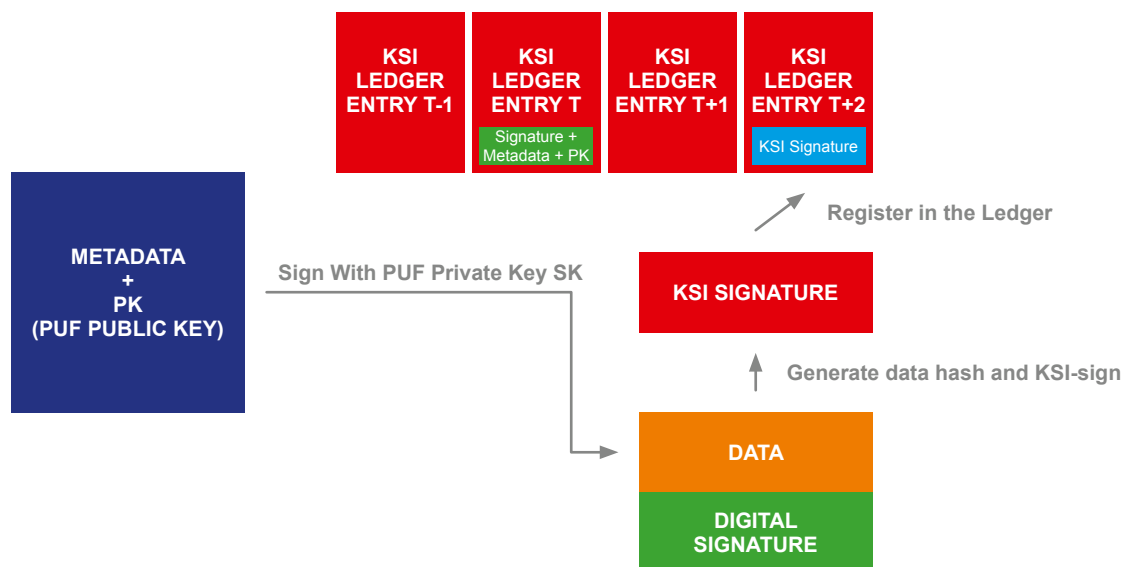 KSI
LEDGER
ENTRY T-1
KSI
LEDGER
ENTRY T
Signature +
Metadata + PK
KSI
LEDGER
ENTRY T+1
KSI
LEDGER
ENTRY T+2
KSI Signature
Register in the Ledger
METADATA
+
PK
(PUF PUBLIC KEY)
Sign With PUF Private Key SK
KSI SIGNATURE
Generate data hash and KSI-sign
DATA
DIGITAL
SIGNATURE